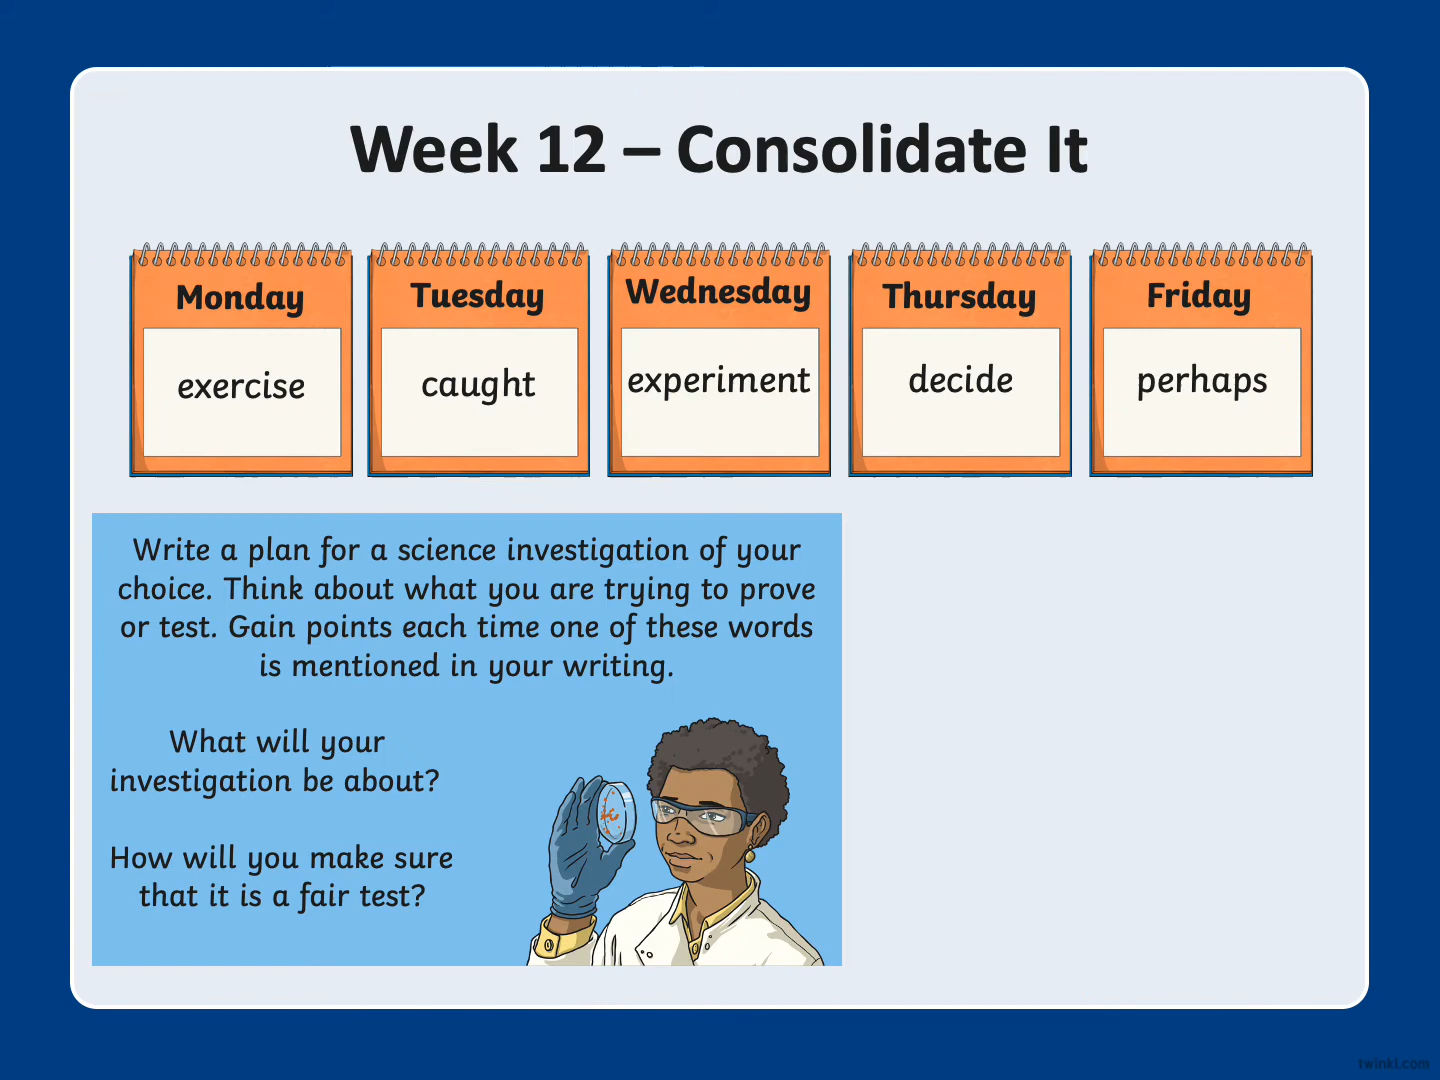 Week 12 – Consolidate It
Monday
Tuesday
Wednesday
Thursday
Friday
exercise
caught
experiment
decide
perhaps
Write a plan for a science investigation of your
choice. Think about what you are trying to prove
or test. Gain points each time one of these words
is mentioned in your writing.
What will your
investigation be about?
How will you make sure
that it is a fair test?
twinkl.com